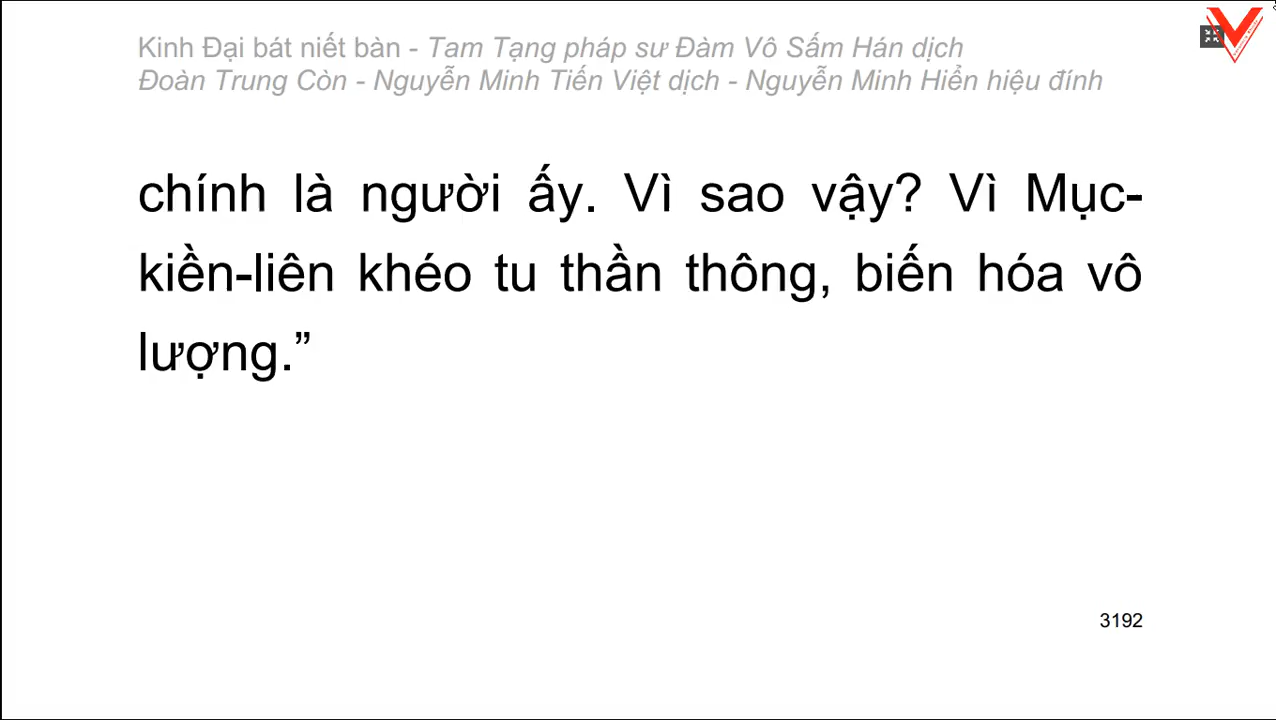 Kinh Đại bát niết bàn - Tam Tạng pháp sư Đàm Vô Sấm Hán dịch
Đoàn Trung Còn - Nguyễn Minh Tiến Việt dịch - Nguyễn Minh Hiển hiệu đính
chính là người ấy. Vì sao vậy? Vì Mục-
kiền-liên khéo tu thần thông, biến hóa vô
lượng.”
3192